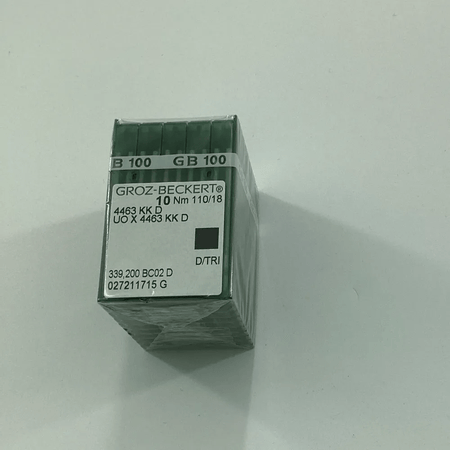 B 100 GB 100
GROZ-BECKERT®
10 Nm 110/18
4463 KK D
UO X 4463 KK D
D/TRI
339,200 BC02 D
027211715 G